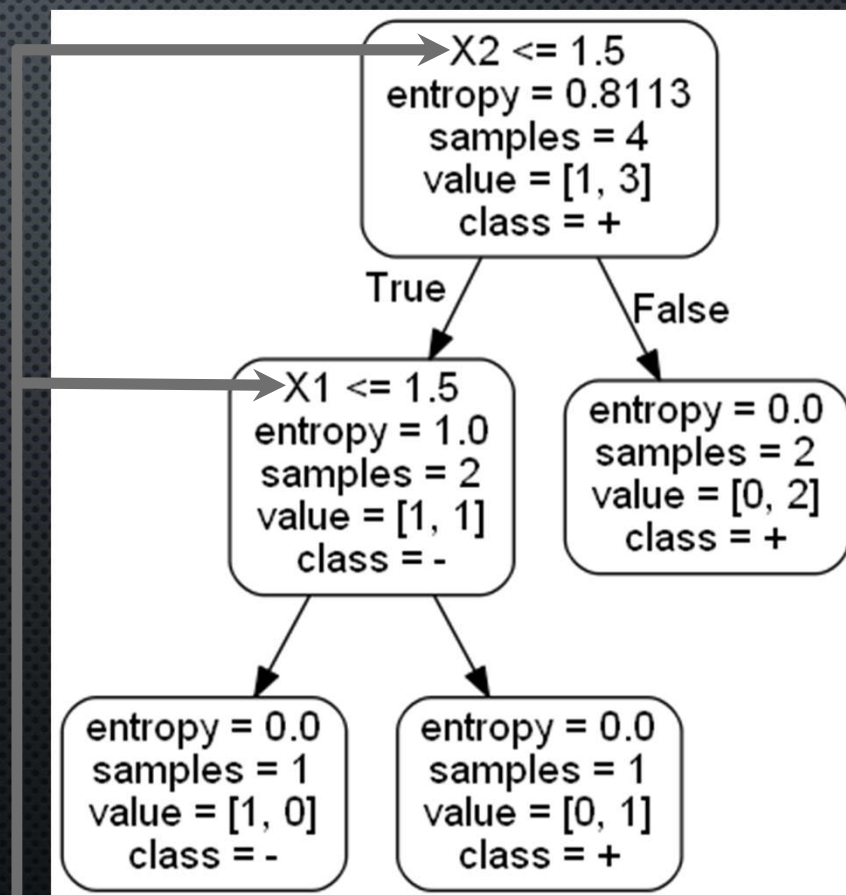 X2 <= 1.5
entropy = 0.8113
samples = 4
value = [1, 3]
class = +
True
False
X1 <= 1.5
entropy = 1.0
samples = 2
value = [1, 1]
class = -
entropy = 0.0
samples = 2
value = [0, 2]
class = +
entropy = 0.0
samples = 1
value = [1, 0]
class = -
entropy = 0.0
samples = 1
value = [0, 1]
class = +